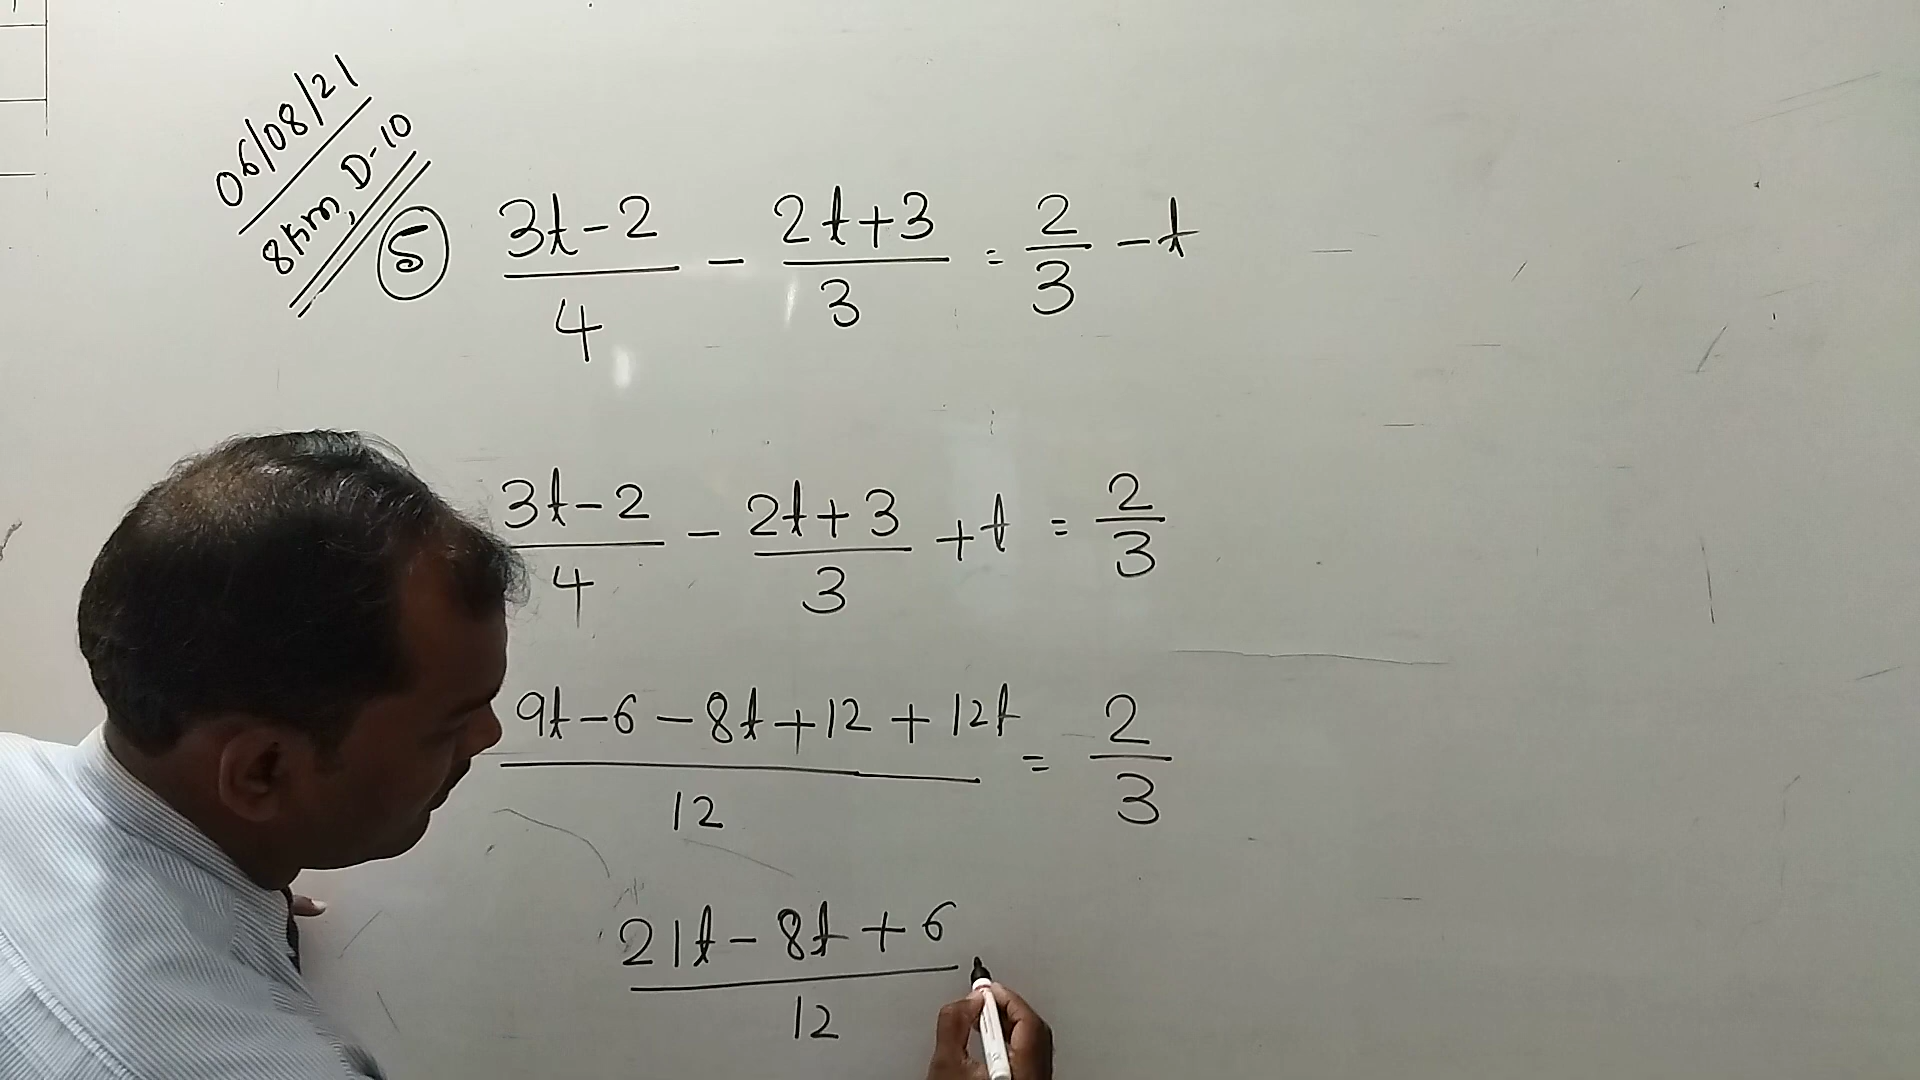 06/08/21
8km, D-10
5 (3t-2)/4 - (2t+3)/3 = 2/3 - t
(3t-2)/4 - (2t+3)/3 + t = 2/3
(9t-6-8t+12+12t)/12 = 2/3
(21t-8t+6)/12